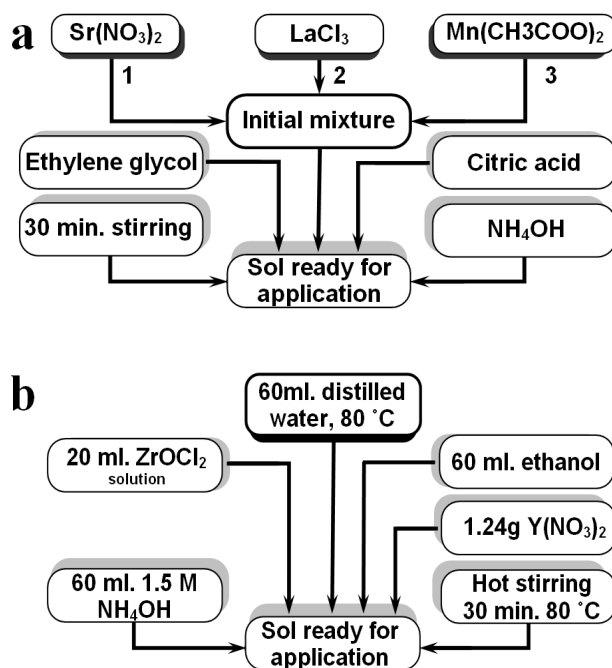 a
Sr(NO₃)₂
LaCl₃
Mn(CH3COO)₂
1
2
3
Initial mixture
Ethylene glycol
Citric acid
30 min. stirring
NH₄OH
Sol ready for
application
b
60ml. distilled
water, 80 ˚C
20 ml. ZrOCl₂
solution
60 ml. ethanol
1.24g Y(NO₃)₂
60 ml. 1.5 M
NH₄OH
Hot stirring
30 min. 80 ˚C
Sol ready for
application